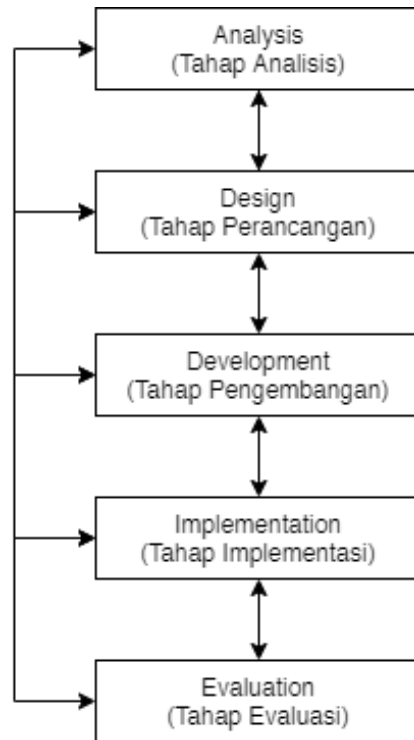 Analysis
(Tahap Analisis)
Design
(Tahap Perancangan)
Development
(Tahap Pengembangan)
Implementation
(Tahap Implementasi)
Evaluation
(Tahap Evaluasi)